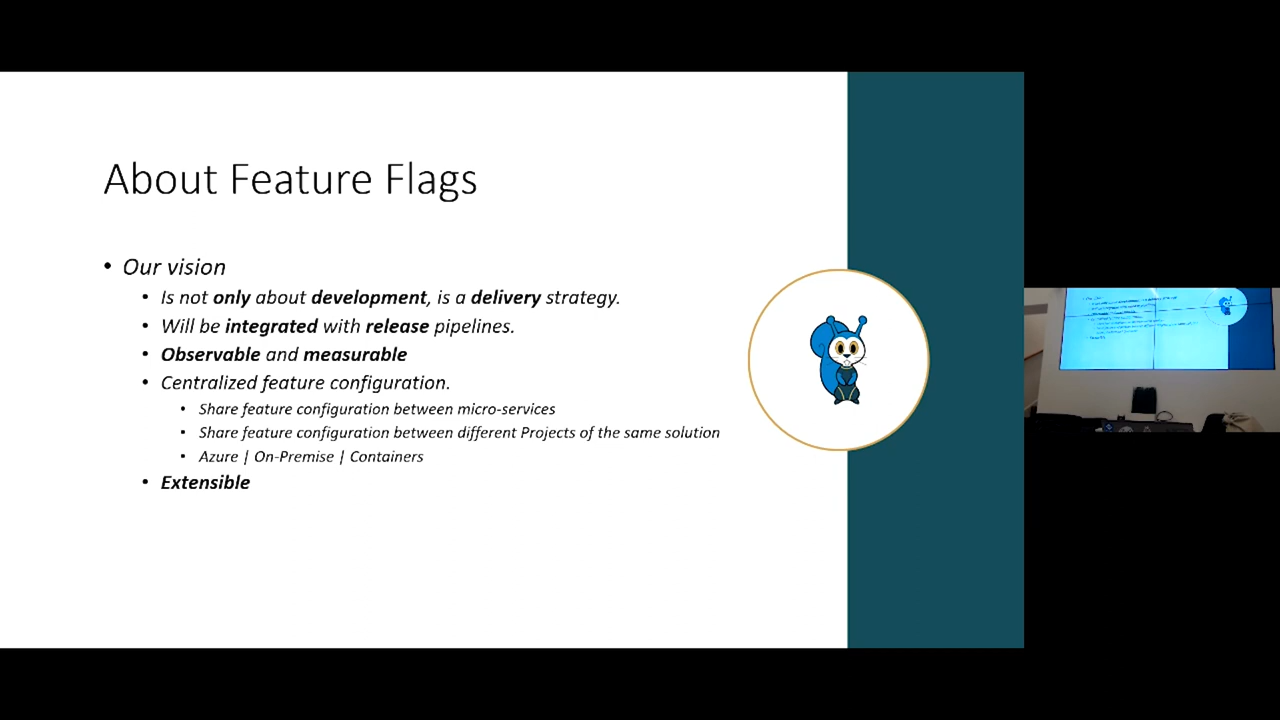 About Feature Flags
• Our vision
• Is not only about development, is a delivery strategy.
• Will be integrated with release pipelines.
• Observable and measurable
• Centralized feature configuration.
• Share feature configuration between micro-services
• Share feature configuration between different Projects of the same solution
• Azure | On-Premise | Containers
• Extensible